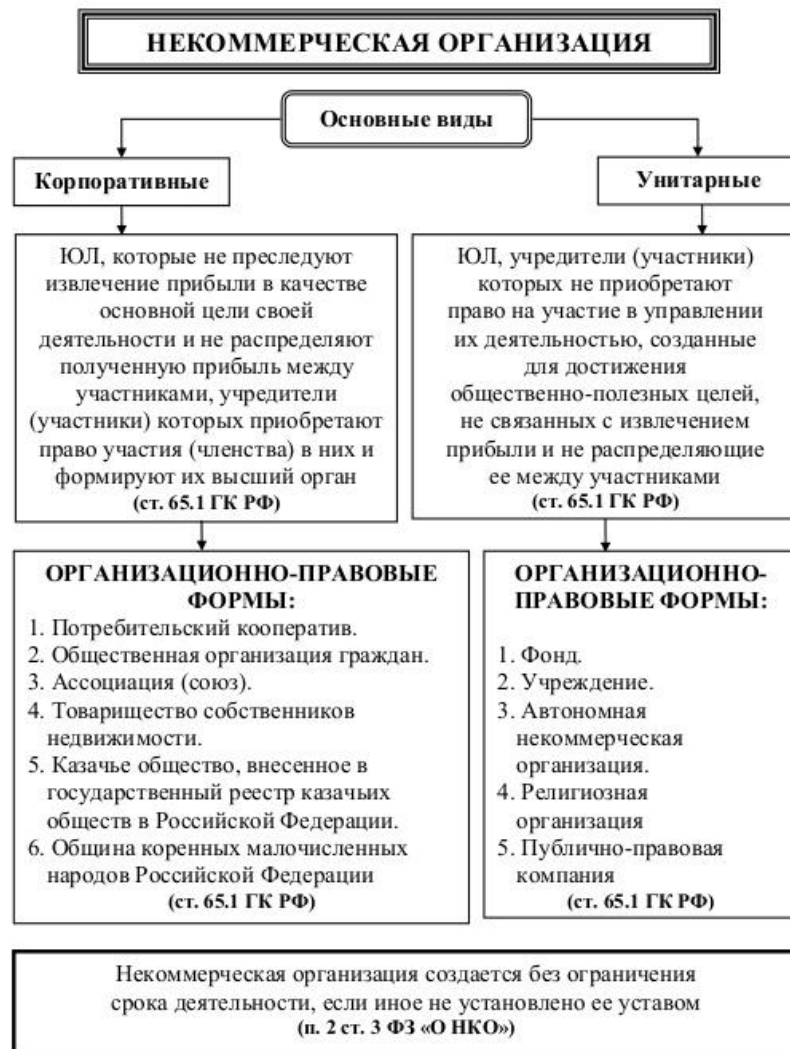 НЕКОММЕРЧЕСКАЯ ОРГАНИЗАЦИЯ
Основные виды
Корпоративные
Унитарные
ЮЛ, которые не преследуют
извлечение прибыли в качестве
основной цели своей
деятельности и не распределяют
полученную прибыль между
участниками, учредители
(участники) которых приобретают
право участия (членства) в них и
формируют их высший орган
(ст. 65.1 ГК РФ)
ЮЛ, учредители (участники)
которых не приобретают
право на участие в управлении
их деятельностью, созданные
для достижения
общественно-полезных целей,
не связанных с извлечением
прибыли и не распределяющие
ее между участниками
(ст. 65.1 ГК РФ)
ОРГАНИЗАЦИОННО-ПРАВОВЫЕ
ФОРМЫ:
1. Потребительский кооператив.
2. Общественная организация граждан.
3. Ассоциация (союз).
4. Товарищество собственников
недвижимости.
5. Казачье общество, внесенное в
государственный реестр казачьих
обществ в Российской Федерации.
6. Община коренных малочисленных
народов Российской Федерации
(ст. 65.1 ГК РФ)
ОРГАНИЗАЦИОННО-
ПРАВОВЫЕ ФОРМЫ:
1. Фонд.
2. Учреждение.
3. Автономная
некоммерческая
организация.
4. Религиозная
организация
5. Публично-правовая
компания
(ст. 65.1 ГК РФ)
Некоммерческая организация создается без ограничения
срока деятельности, если иное не установлено ее уставом
(п. 2 ст. 3 ФЗ «О НКО»)